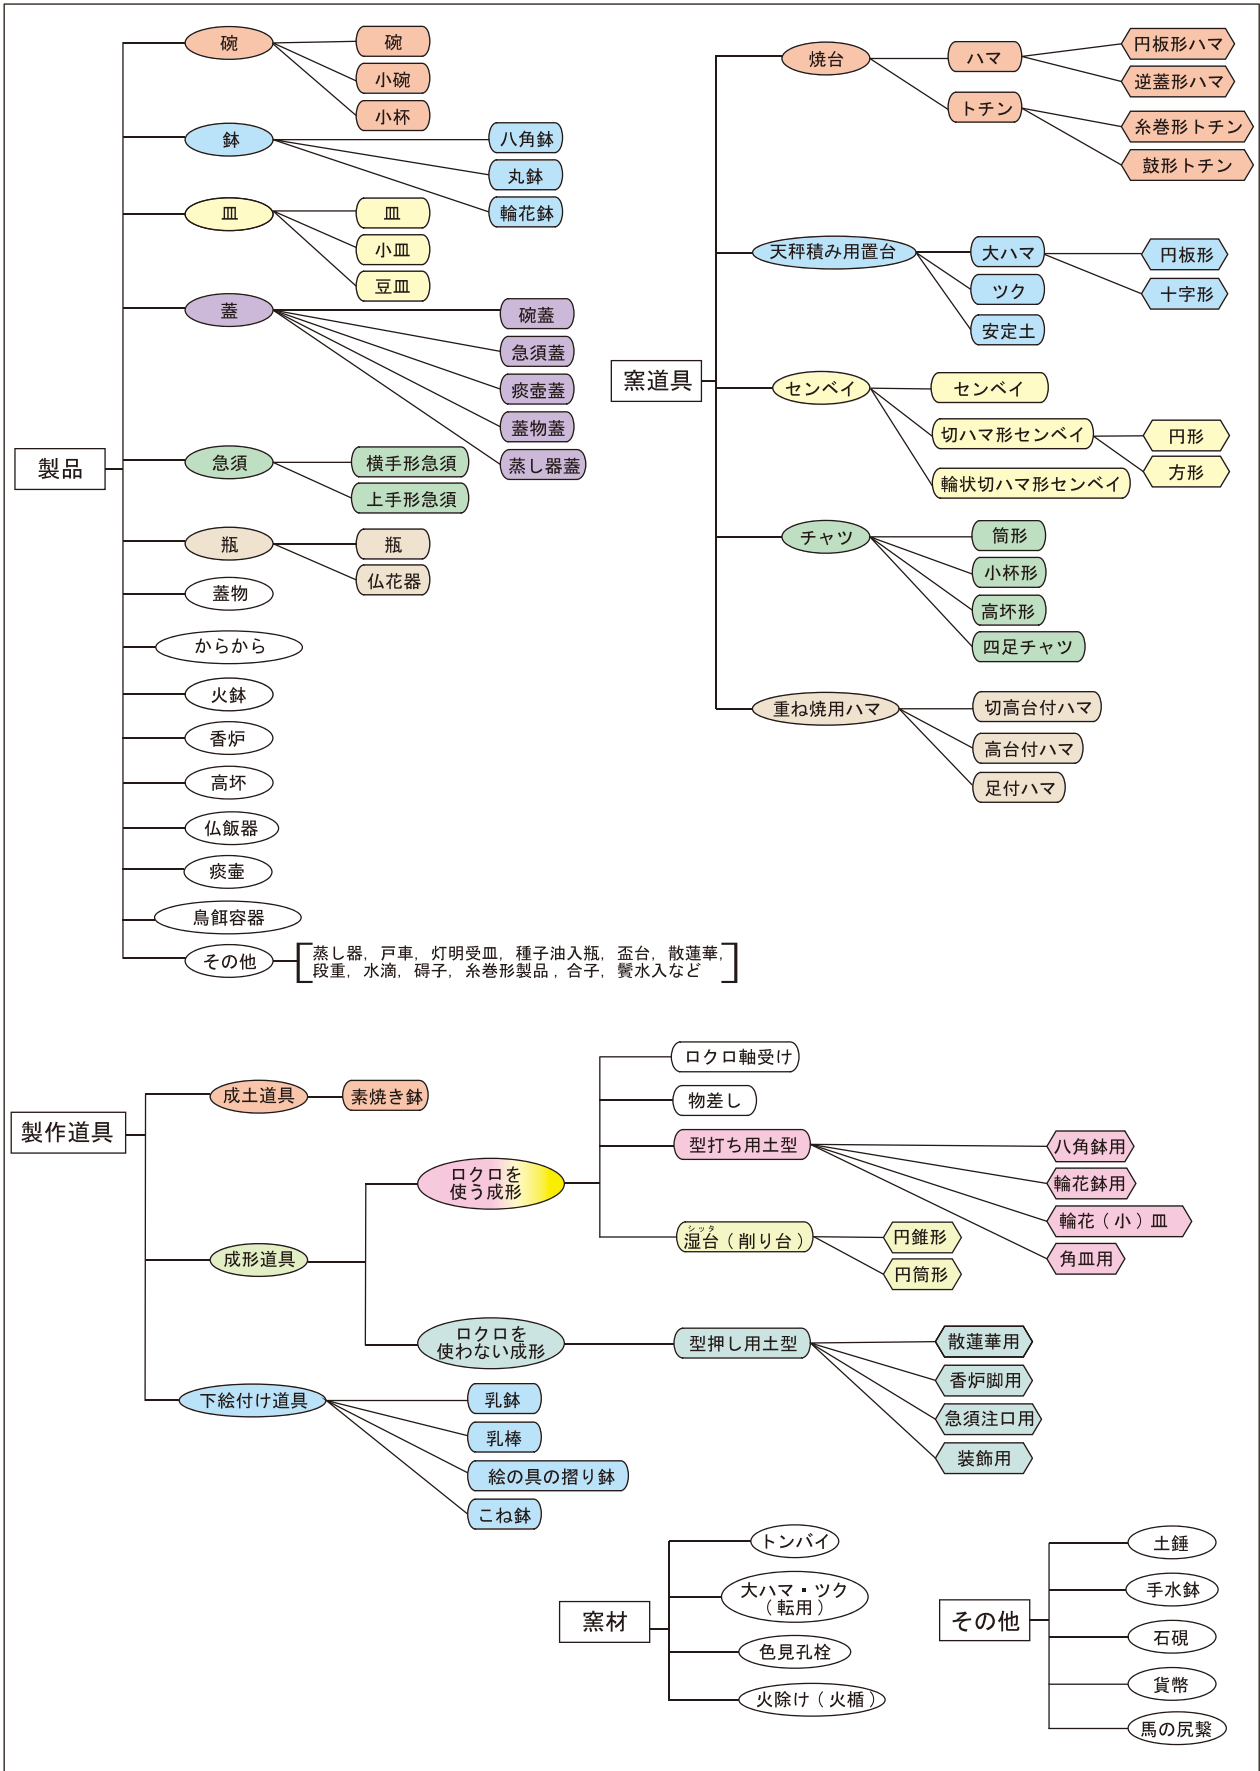 製品
碗
碗
小碗
小杯
鉢
八角鉢
丸鉢
輪花鉢
皿
皿
小皿
豆皿
蓋
碗蓋
急須蓋
痰壺蓋
蓋物蓋
蒸し器蓋
急須
横手形急須
上手形急須
瓶
瓶
仏花器
蓋物
からから
火鉢
香炉
高坏
仏飯器
痰壷
鳥餌容器
その他
蒸し器，戸車，灯明受皿，種子油入瓶，盃台，散蓮華，
段重，水滴，碍子，糸巻形製品，合子，鬢水入など
窯道具
焼台
ハマ
円板形ハマ
逆蓋形ハマ
トチン
糸巻形トチン
鼓形トチン
天秤積み用置台
大ハマ
円板形
十字形
ツク
安定土
センベイ
センベイ
切ハマ形センベイ
円形
方形
輪状切ハマ形センベイ
チャツ
筒形
小杯形
高坏形
四足チャツ
重ね焼用ハマ
切高台付ハマ
高台付ハマ
足付ハマ
製作道具
成土道具
素焼き鉢
成形道具
ロクロを
使う成形
ロクロ軸受け
物差し
型打ち用土型
八角鉢用
輪花鉢用
輪花（小）皿
角皿用
シッタ
湿台（削り台）
円錐形
円筒形
ロクロを
使わない成形
型押し用土型
散蓮華用
香炉脚用
急須注口用
装飾用
下絵付け道具
乳鉢
乳棒
絵の具の摺り鉢
こね鉢
窯材
トンバイ
大ハマ・ツク
（転用）
色見孔栓
火除け（火楯）
その他
土錘
手水鉢
石硯
貨幣
馬の尻繋